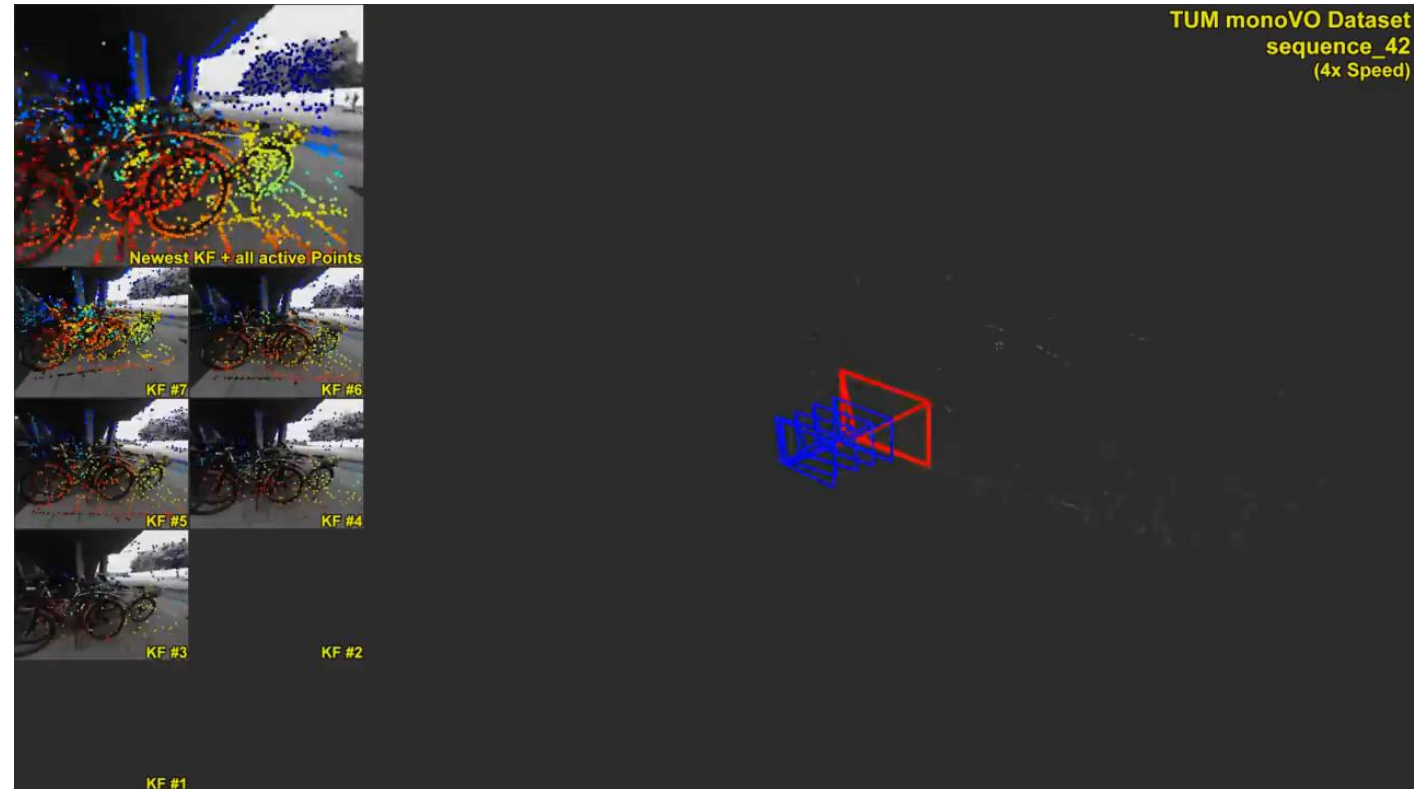 TUM monoVO Dataset
sequence_42
(4x Speed)
Newest KF + all active Points
KF #7
KF #6
KF #5
KF #4
KF #3
KF #2
KF #1